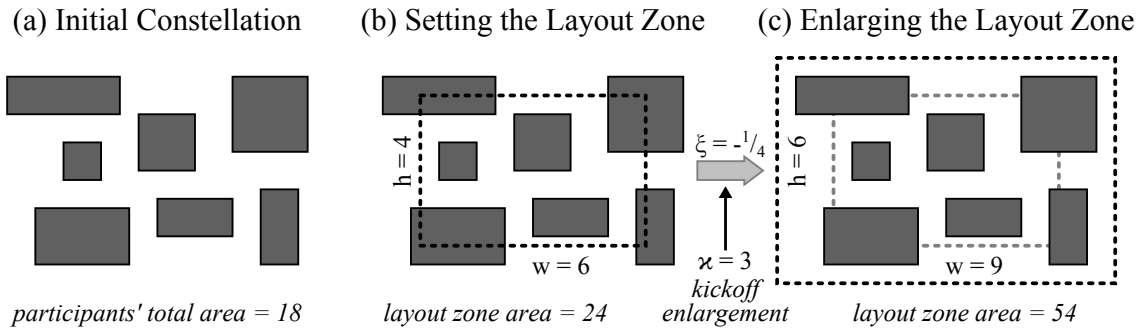 (a) Initial Constellation
(b) Setting the Layout Zone
(c) Enlarging the Layout Zone
h = 4
w = 6
ξ = -1/4
ϰ = 3
kickoff
enlargement
h = 6
w = 9
participants' total area = 18
layout zone area = 24
layout zone area = 54